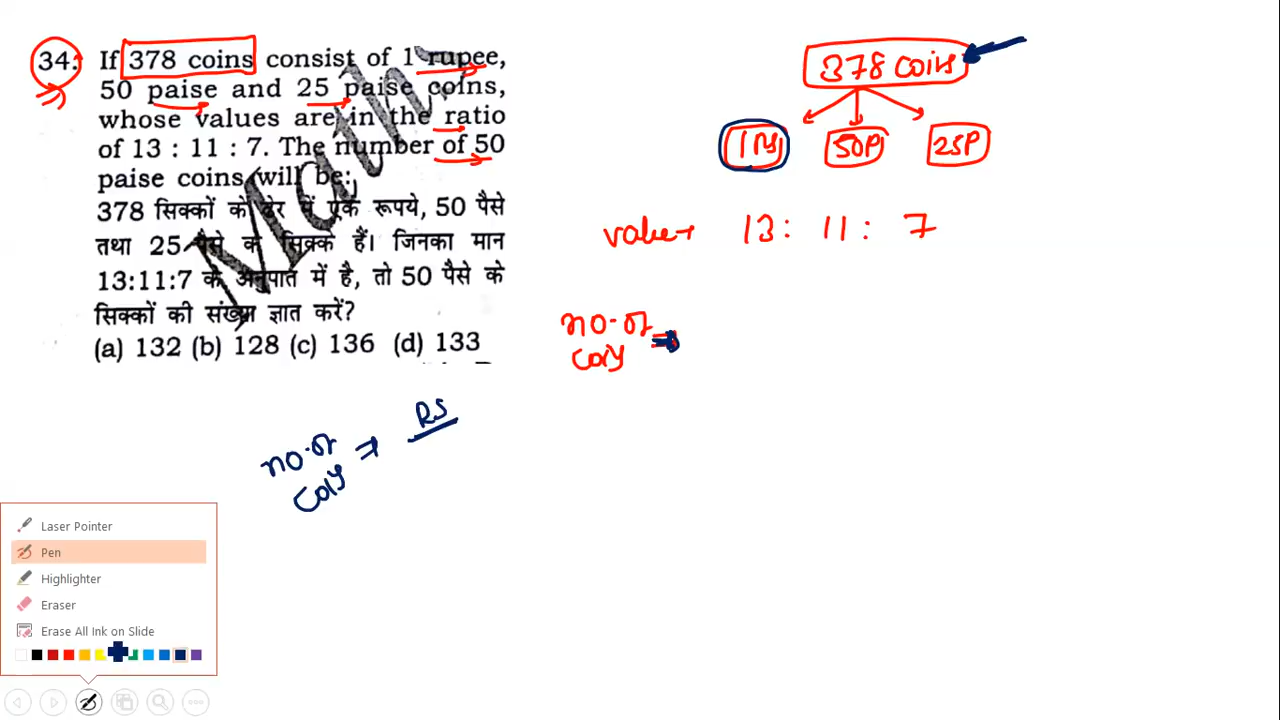 34. If 378 coins consist of 1 rupee,
50 paise and 25 paise coins,
whose values are in the ratio
of 13 : 11 : 7. The number of 50
paise coins will be:
378 सिक्कों के ढेर में एक रूपये, 50 पैसे
तथा 25 पैसे के सिक्के हैं। जिनका मान
13:11:7 के अनुपात में है, तो 50 पैसे के
सिक्कों की संख्या ज्ञात करें?
(a) 132 (b) 128 (c) 136 (d) 133
Math
378 coins
1 Rs 50P 25P
value → 13 : 11 : 7
no. of
coin ⇒
no. of
coin ⇒ RS
Laser Pointer
Pen
Highlighter
Eraser
Erase All Ink on Slide